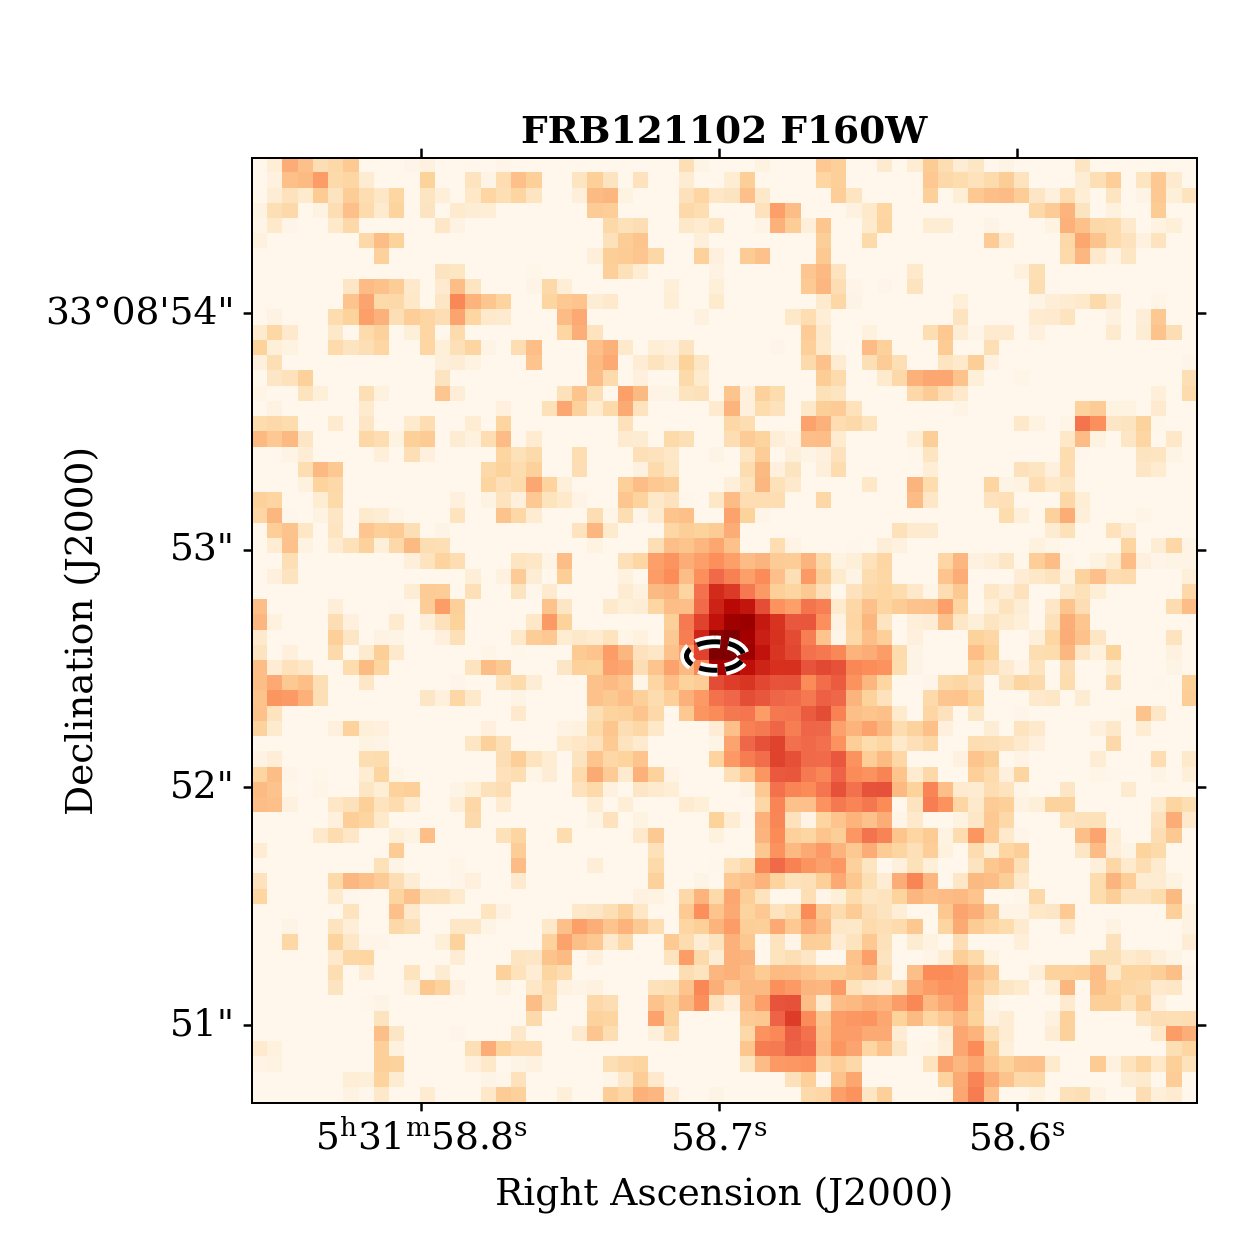 FRB121102 F160W
33°08'54"
53"
52"
51"
Declination (J2000)
5ʰ31ᵐ58.8ˢ 58.7ˢ 58.6ˢ
Right Ascension (J2000)